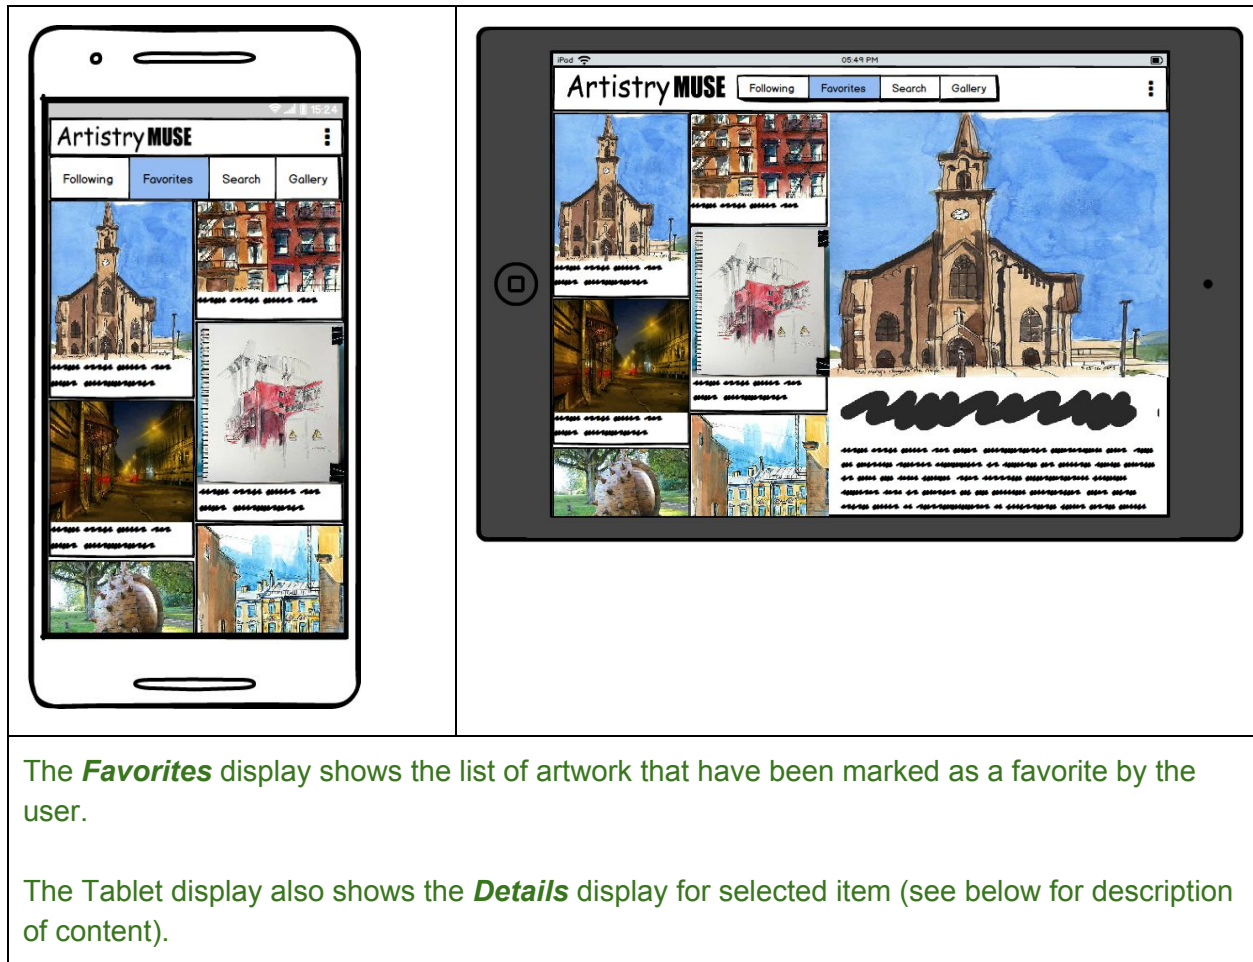 15:24
Artistry MUSE
Following Favorites Search Gallery
iPod 05:49 PM
Artistry MUSE Following Favorites Search Gallery
The Favorites display shows the list of artwork that have been marked as a favorite by the
user.
The Tablet display also shows the Details display for selected item (see below for description
of content).